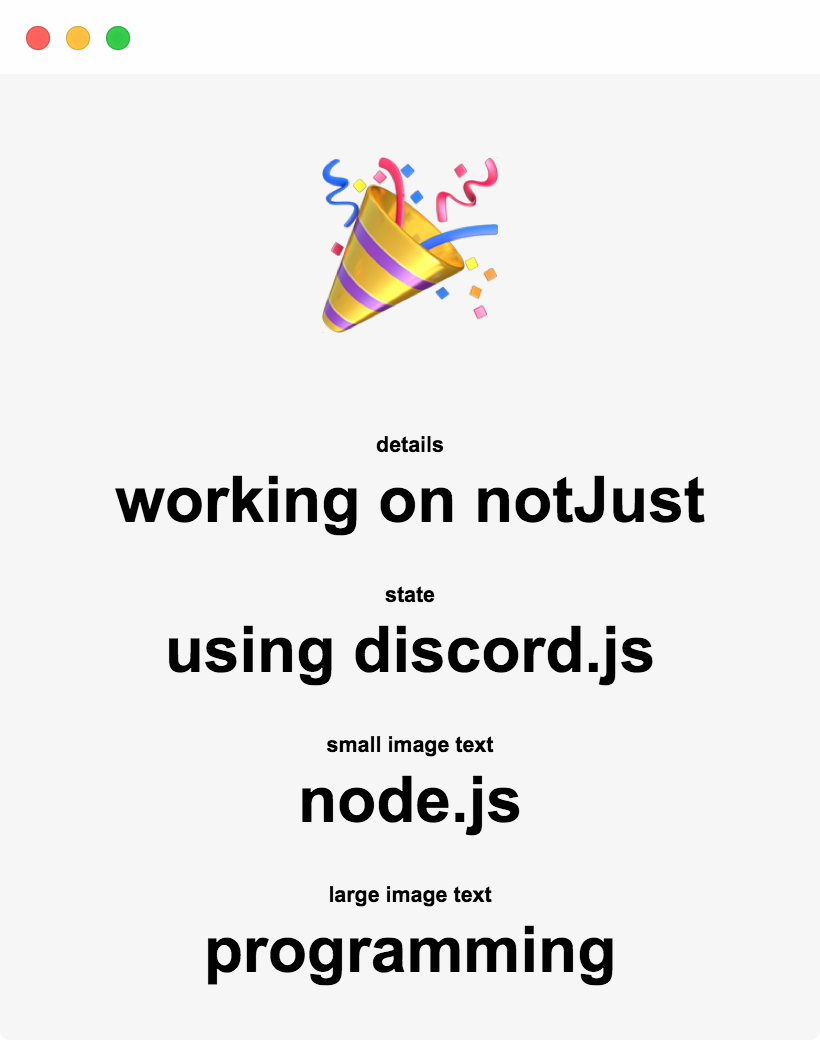 details
working on notJust
state
using discord.js
small image text
node.js
large image text
programming